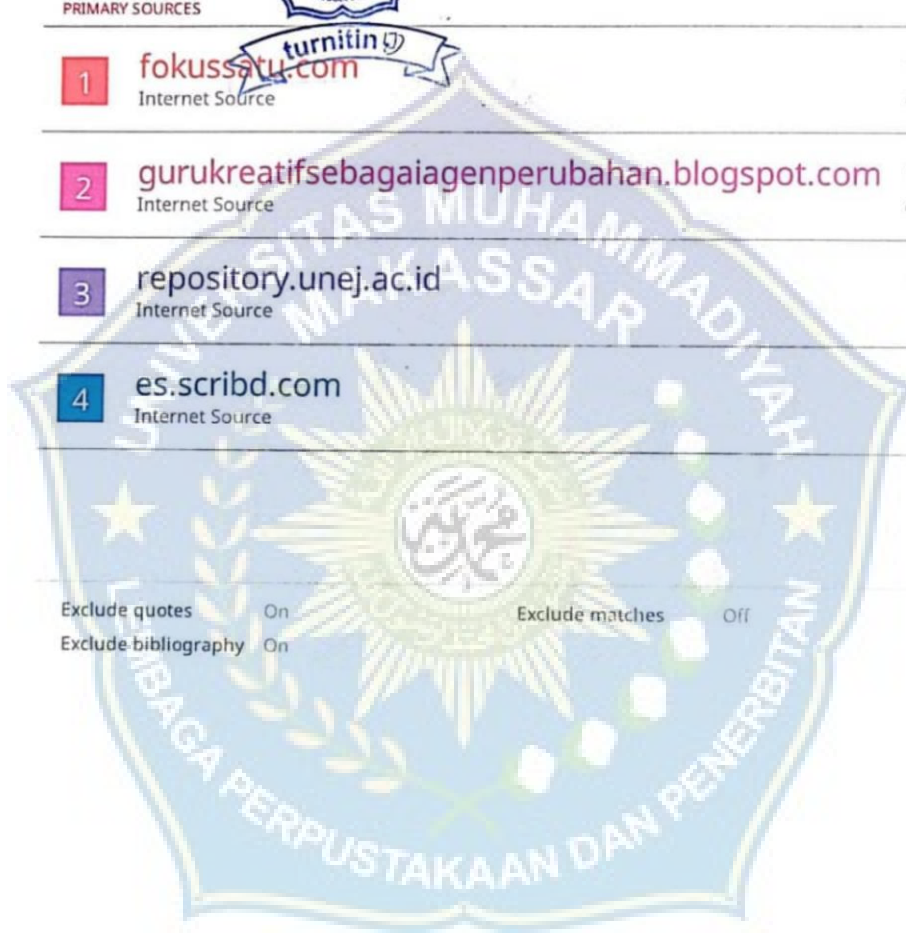 PRIMARY SOURCES
turnitin
1
fokussatu.com
Internet Source
2
gurukreatifsebagaiagenperubahan.blogspot.com
Internet Source
3
repository.unej.ac.id
Internet Source
4
es.scribd.com
Internet Source
UNIVERSITAS MUHAMMADIYAH
MAKASSAR
Exclude quotes On
Exclude matches Off
Exclude bibliography On
LEMBAGA PERPUSTAKAAN DAN PENERBITAN